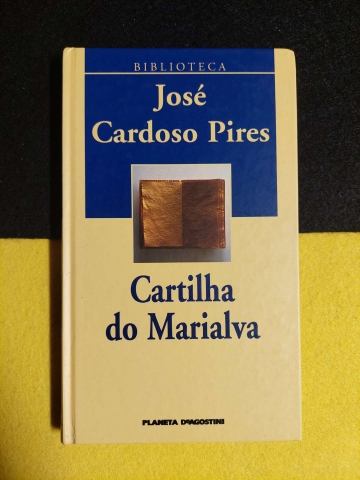 BIBLIOTECA
José
Cardoso Pires
Cartilha
do Marialva
PLANETA DEAGOSTINI